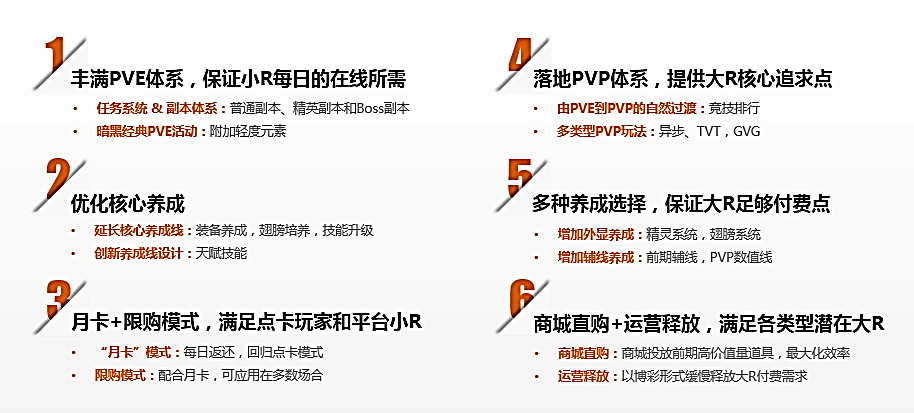 1
丰满PVE体系，保证小R每日的在线所需
• 任务系统 & 副本体系：普通副本、精英副本和Boss副本
• 暗黑经典PVE活动：附加轻度元素
2
优化核心养成
• 延长核心养成线：装备养成，翅膀培养，技能升级
• 创新养成线设计：天赋技能
3
月卡+限购模式，满足点卡玩家和平台小R
• “月卡”模式：每日返还，回归点卡模式
• 限购模式：配合月卡，可应用在多数场合
4
落地PVP体系，提供大R核心追求点
• 由PVE到PVP的自然过渡：竞技排行
• 多类型PVP玩法：异步、TVT，GVG
5
多种养成选择，保证大R足够付费点
• 增加外显养成：精灵系统，翅膀系统
• 增加辅线养成：前期辅线，PVP数值线
6
商城直购+运营释放，满足各类型潜在大R
• 商城直购：商城投放前期高价值量道具，最大化效率
• 运营释放：以博彩形式缓慢释放大R付费需求